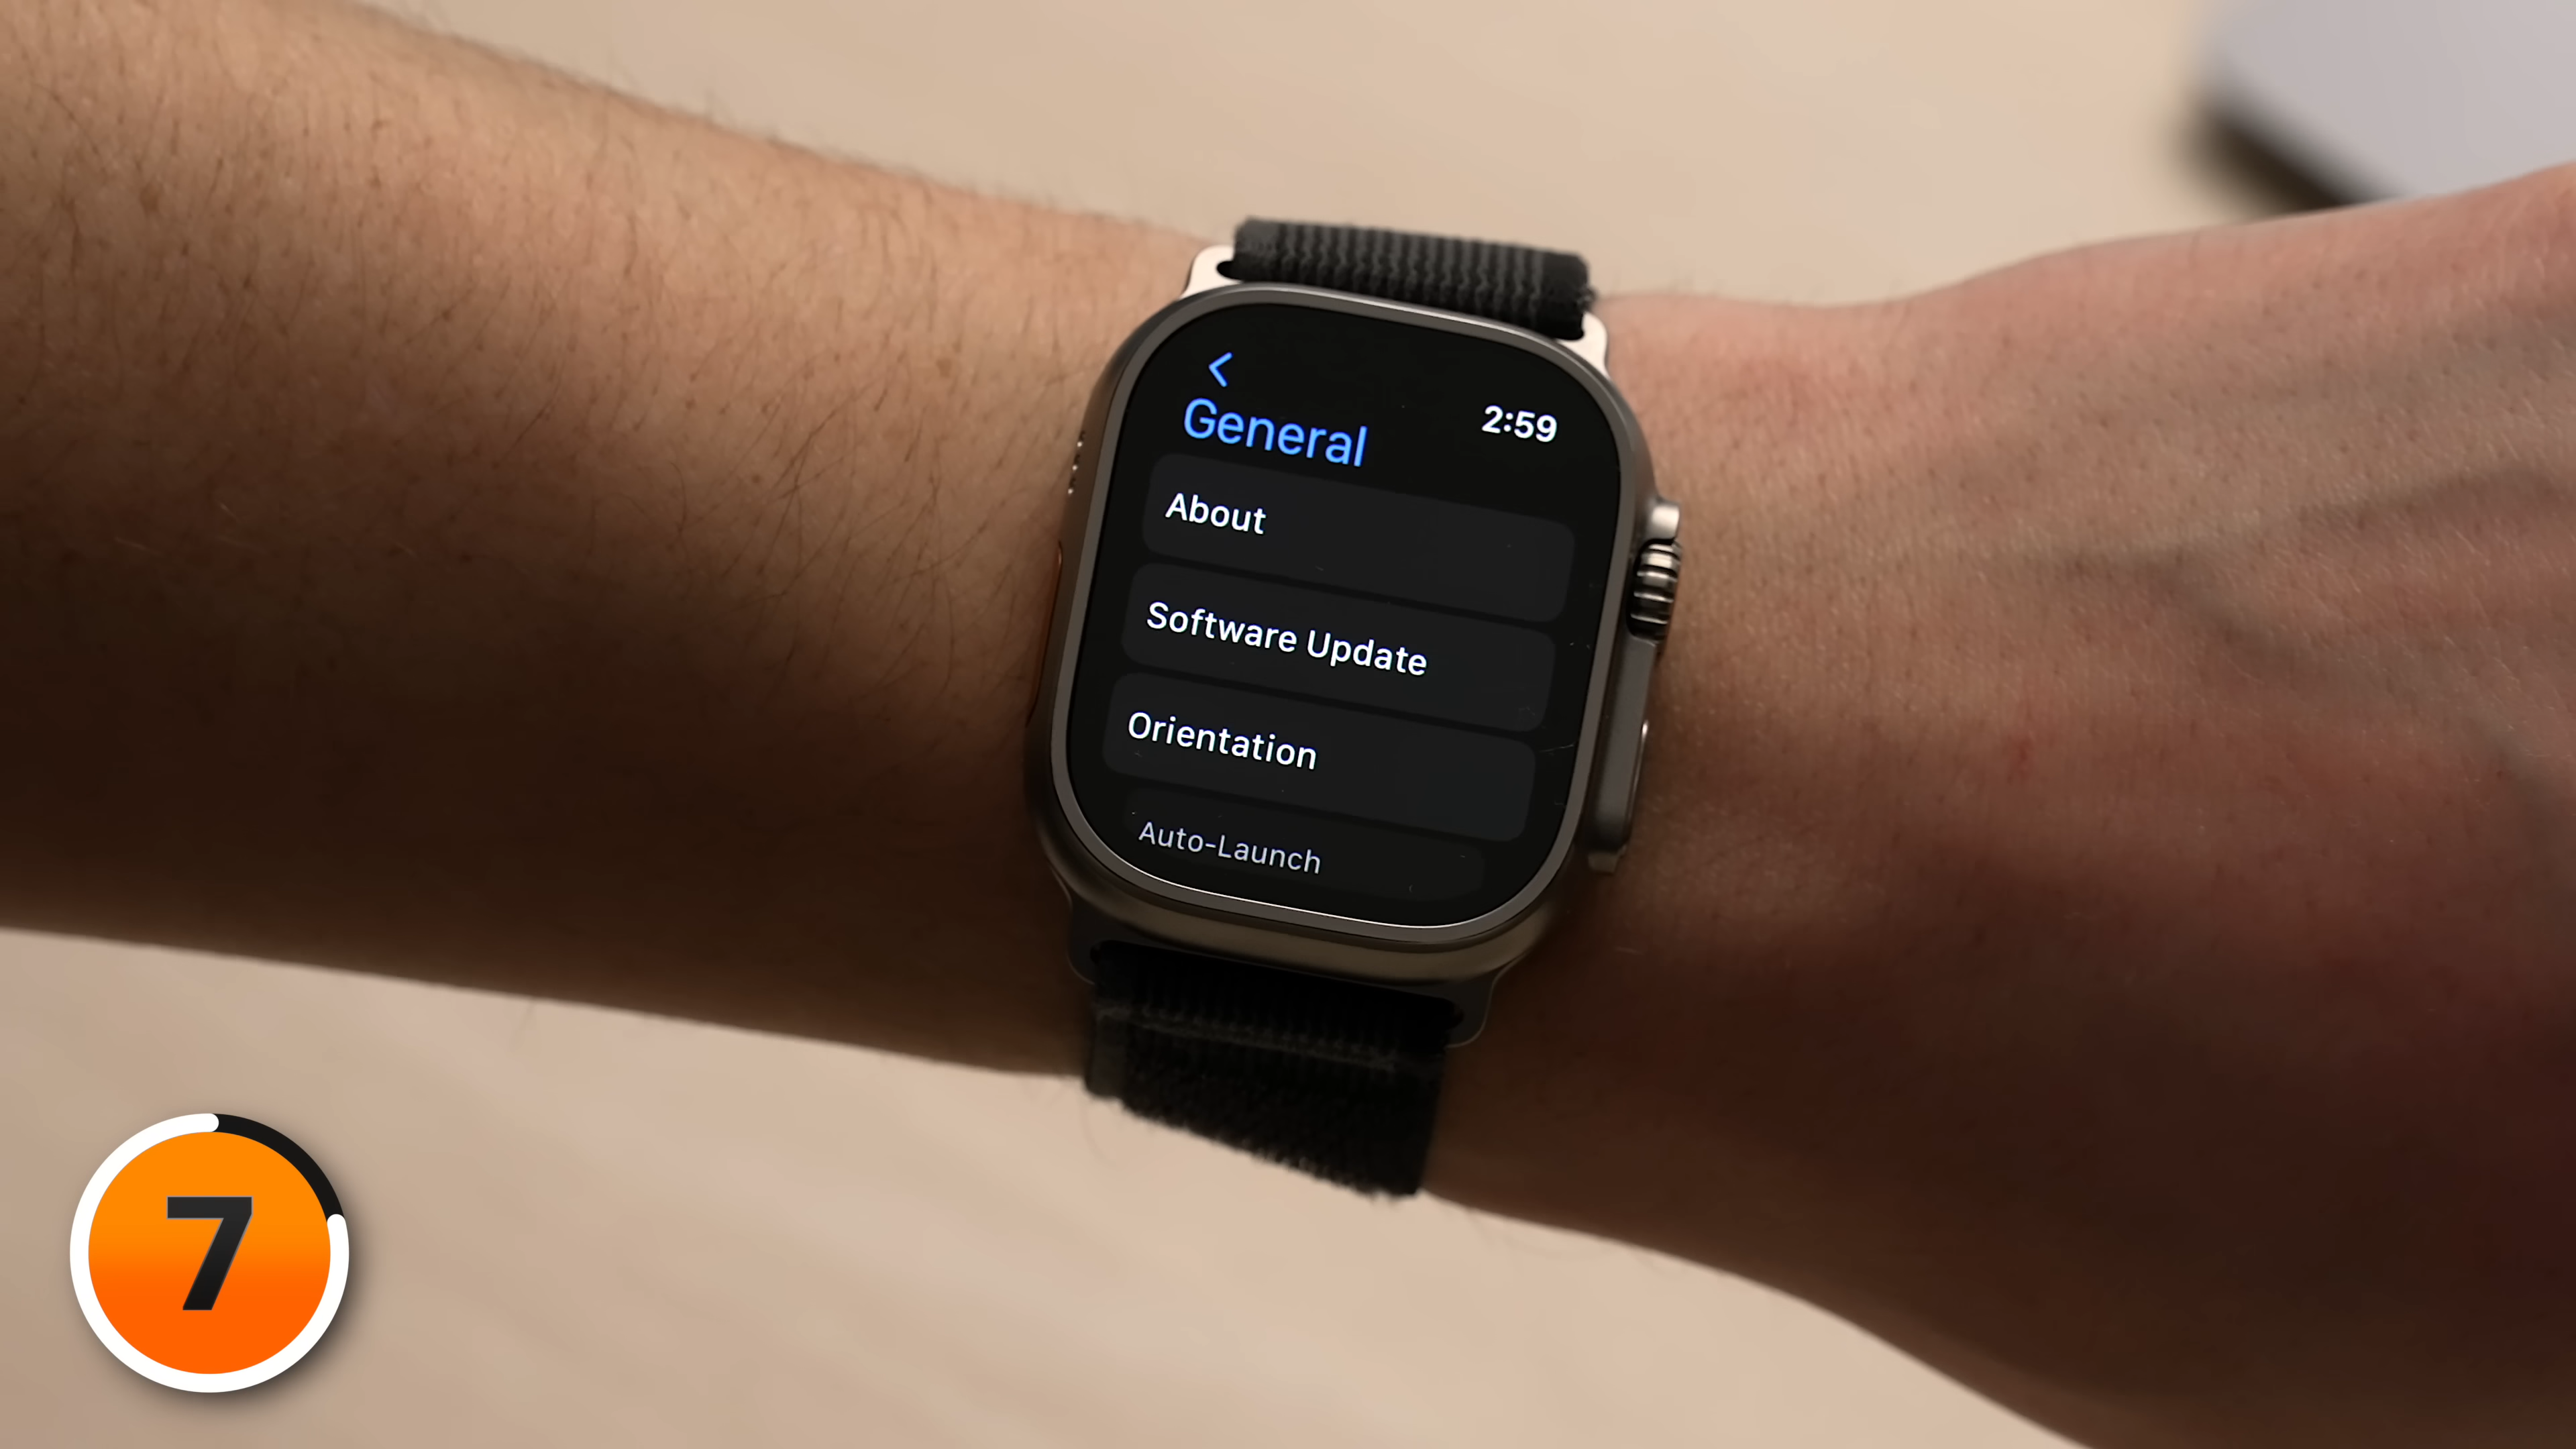 2:59
General
About
Software Update
Orientation
Auto-Launch
7